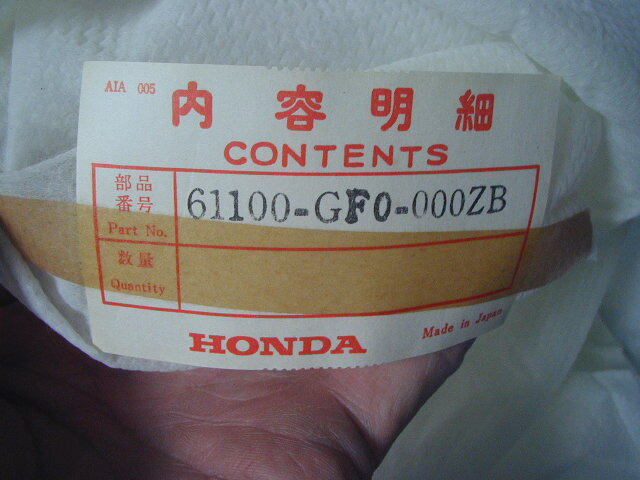 AIA 005
内容明細
CONTENTS
部品
番号
Part No.
61100-GF0-000ZB
数量
Quantity
HONDA
Made in Japan